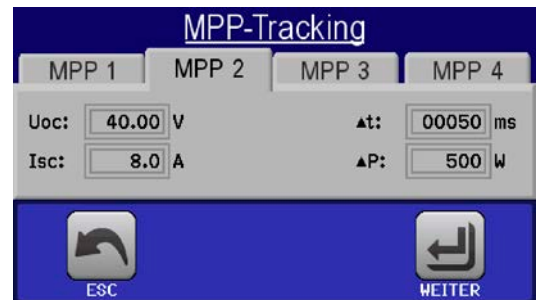 MPP-Tracking
MPP 1 MPP 2 MPP 3 MPP 4
Uoc: 40.00 V ▲t: 00050 ms
Isc: 8.0 A ▲P: 500 W
ESC WEITER